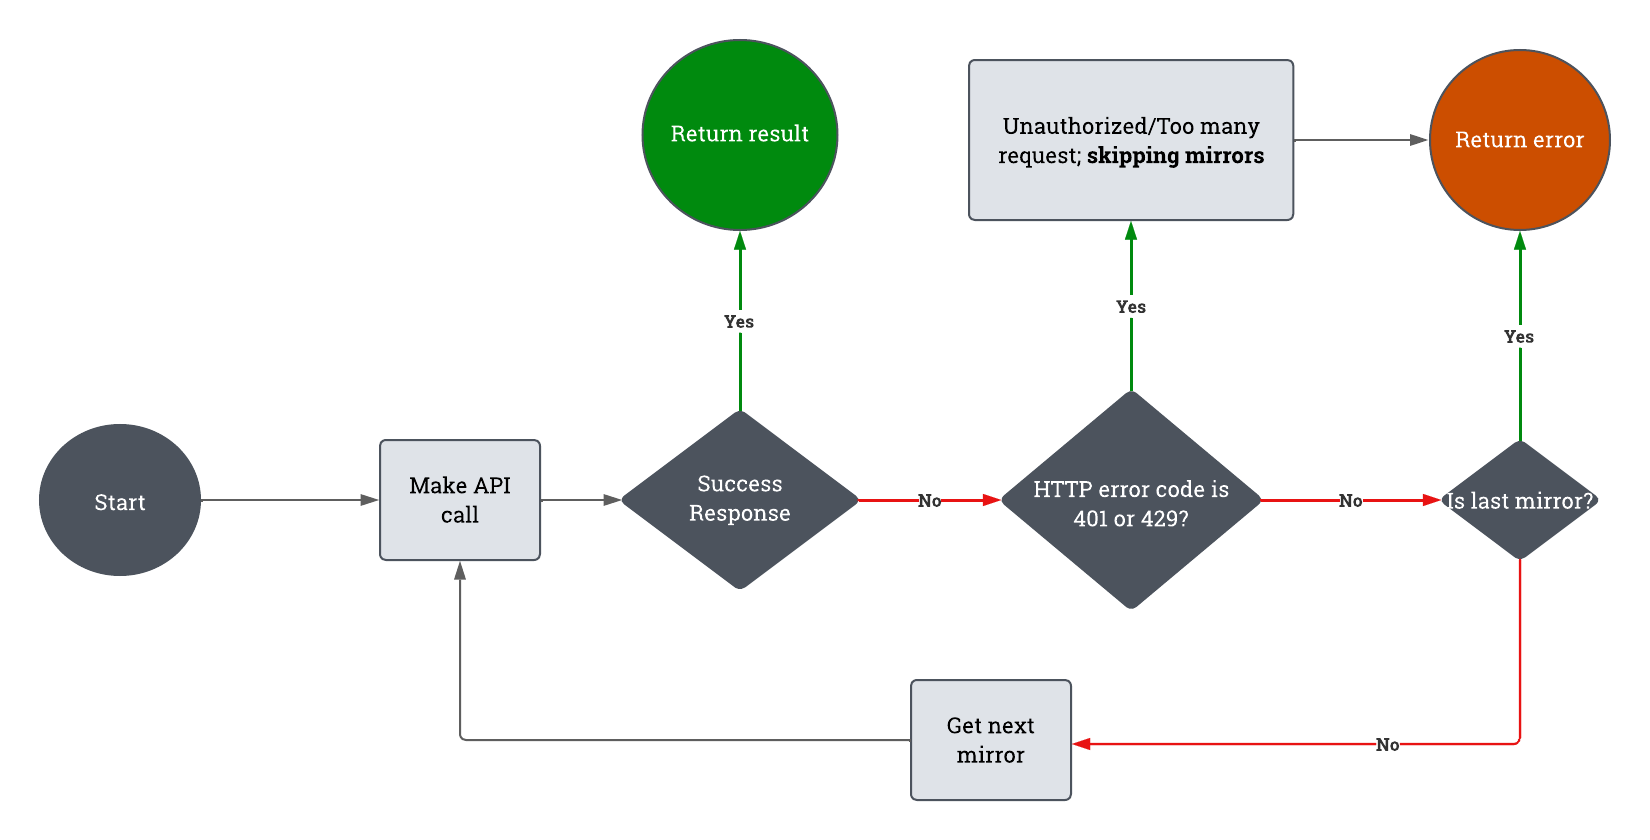 Return result
Unauthorized/Too many
request; skipping mirrors
Return error
Yes
Yes
Yes
Start
Make API
call
Success
Response
No
HTTP error code is
401 or 429?
No
Is last mirror?
Get next
mirror
No